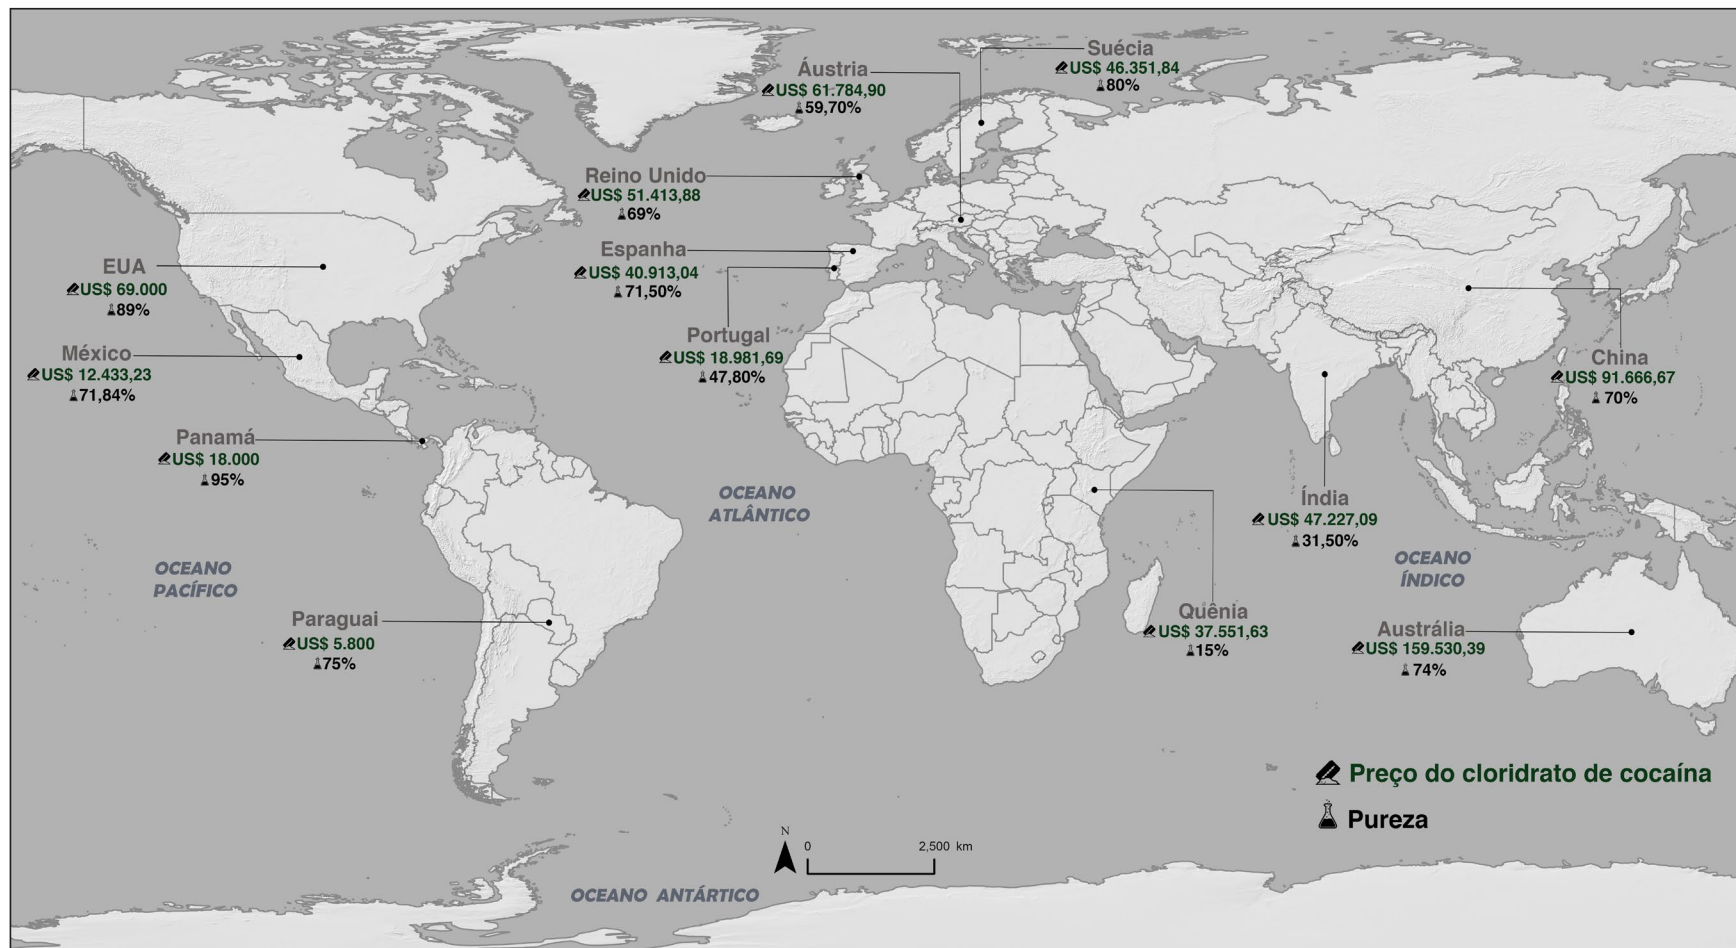 Suécia
US$ 46.351,84
80%
Áustria
US$ 61.784,90
59,70%
Reino Unido
US$ 51.413,88
69%
Espanha
US$ 40.913,04
71,50%
EUA
US$ 69.000
89%
Portugal
US$ 18.981,69
47,80%
México
US$ 12.433,23
71,84%
China
US$ 91.666,67
70%
Panamá
US$ 18.000
95%
OCEANO
ATLÂNTICO
Índia
US$ 47.227,09
31,50%
OCEANO
PACÍFICO
OCEANO
ÍNDICO
Paraguai
US$ 5.800
75%
Quênia
US$ 37.551,63
15%
Austrália
US$ 159.530,39
74%
Preço do cloridrato de cocaína
Pureza
N
0 2,500 km
OCEANO ANTÁRTICO